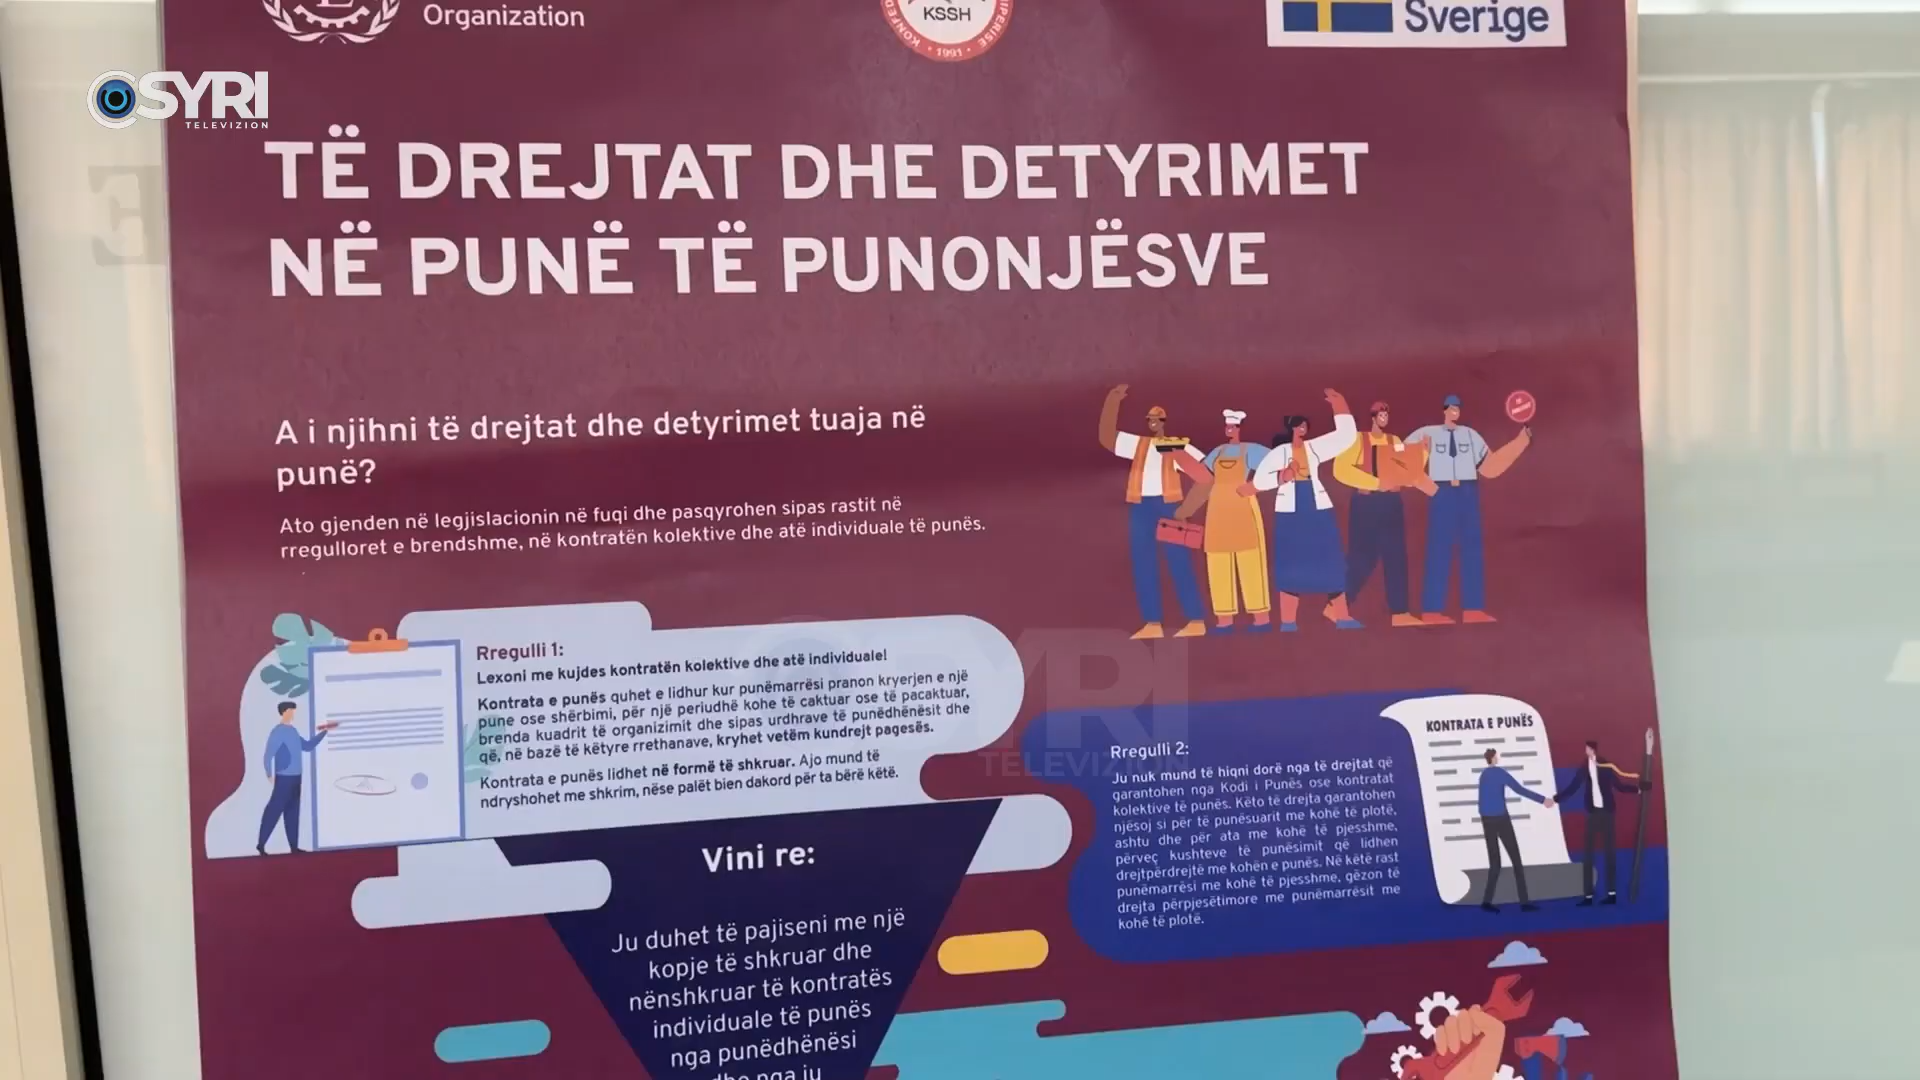 Organization
KSSH
KONFED
IPERISE
• 1991 •
Sverige
SYRI
TELEVIZION
TË DREJTAT DHE DETYRIMET
NË PUNË TË PUNONJËSVE
A i njihni të drejtat dhe detyrimet tuaja në
punë?
Ato gjenden në legjislacionin në fuqi dhe pasqyrohen sipas rastit në
rregulloret e brendshme, në kontratën kolektive dhe atë individuale të punës.
Rregulli 1:
Lexoni me kujdes kontratën kolektive dhe atë individuale!
Kontrata e punës quhet e lidhur kur punëmarrësi pranon kryerjen e një
pune ose shërbimi, për një periudhë kohe të caktuar ose të pacaktuar,
brenda kuadrit të organizimit dhe sipas urdhrave të punëdhënësit dhe
që, në bazë të këtyre rrethanave, kryhet vetëm kundrejt pagesës.
Kontrata e punës lidhet në formë të shkruar. Ajo mund të
ndryshohet me shkrim, nëse palët bien dakord për ta bërë këtë.
SYRI
TELEVIZION
KONTRATA E PUNËS
Rregulli 2:
Ju nuk mund të hiqni dorë nga të drejtat që
garantohen nga Kodi i Punës ose kontratat
kolektive të punës. Këto të drejta garantohen
njësoj si për të punësuarit me kohë të plotë,
ashtu dhe për ata me kohë të pjesshme,
përveç kushteve të punësimit që lidhen
drejtpërdrejtë me kohën e punës. Në këtë rast
punëmarrësi me kohë të pjesshme, gëzon të
drejta përpjesëtimore me punëmarrësit me
kohë të plotë.
Vini re:
Ju duhet të pajiseni me një
kopje të shkruar dhe
nënshkruar të kontratës
individuale të punës
nga punëdhënësi
dhe nga ju